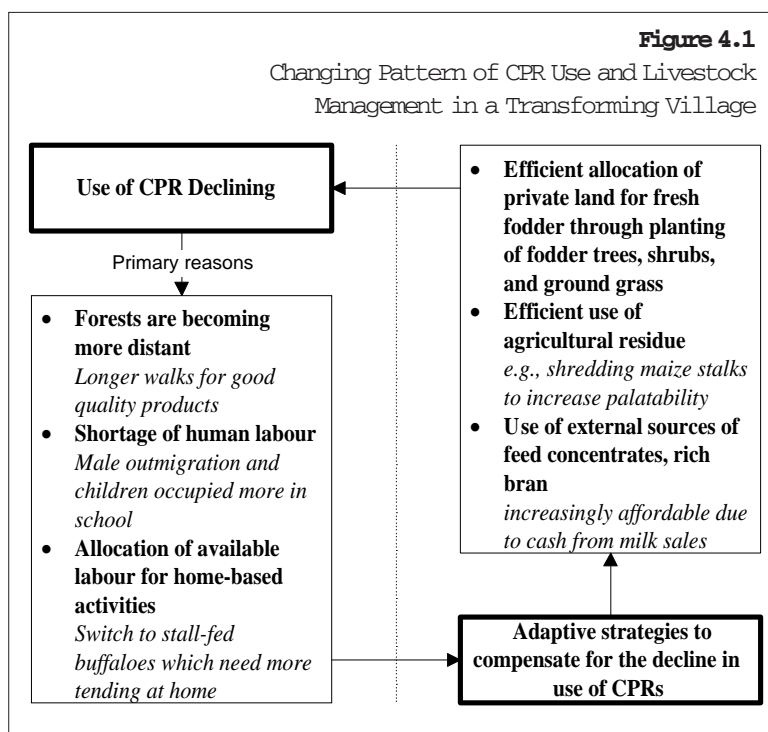 Figure 4.1
Changing Pattern of CPR Use and Livestock
Management in a Transforming Village
Use of CPR Declining
Primary reasons
• Forests are becoming
more distant
Longer walks for good
quality products
• Shortage of human labour
Male outmigration and
children occupied more in
school
• Allocation of available
labour for home-based
activities
Switch to stall-fed
buffaloes which need more
tending at home
• Efficient allocation of
private land for fresh
fodder through planting
of fodder trees, shrubs,
and ground grass
• Efficient use of
agricultural residue
e.g., shredding maize stalks
to increase palatability
• Use of external sources of
feed concentrates, rich
bran
increasingly affordable due
to cash from milk sales
Adaptive strategies to
compensate for the decline in
use of CPRs